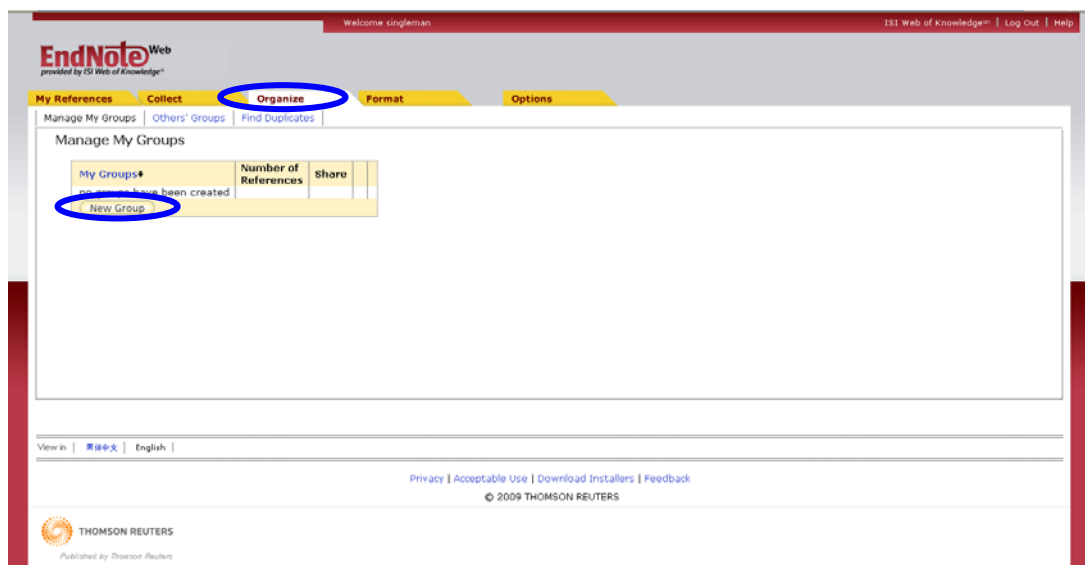 Welcome singleman
ISI Web of Knowledge℠ | Log Out | Help
EndNote Web
provided by ISI Web of Knowledge℠
My References Collect Organize Format Options
Manage My Groups | Others' Groups | Find Duplicates |
Manage My Groups
My Groups Number of References Share
no groups have been created
New Group
View in | 简体中文 | English |
Privacy | Acceptable Use | Download Installers | Feedback
© 2009 THOMSON REUTERS
THOMSON REUTERS
Published by Thomson Reuters